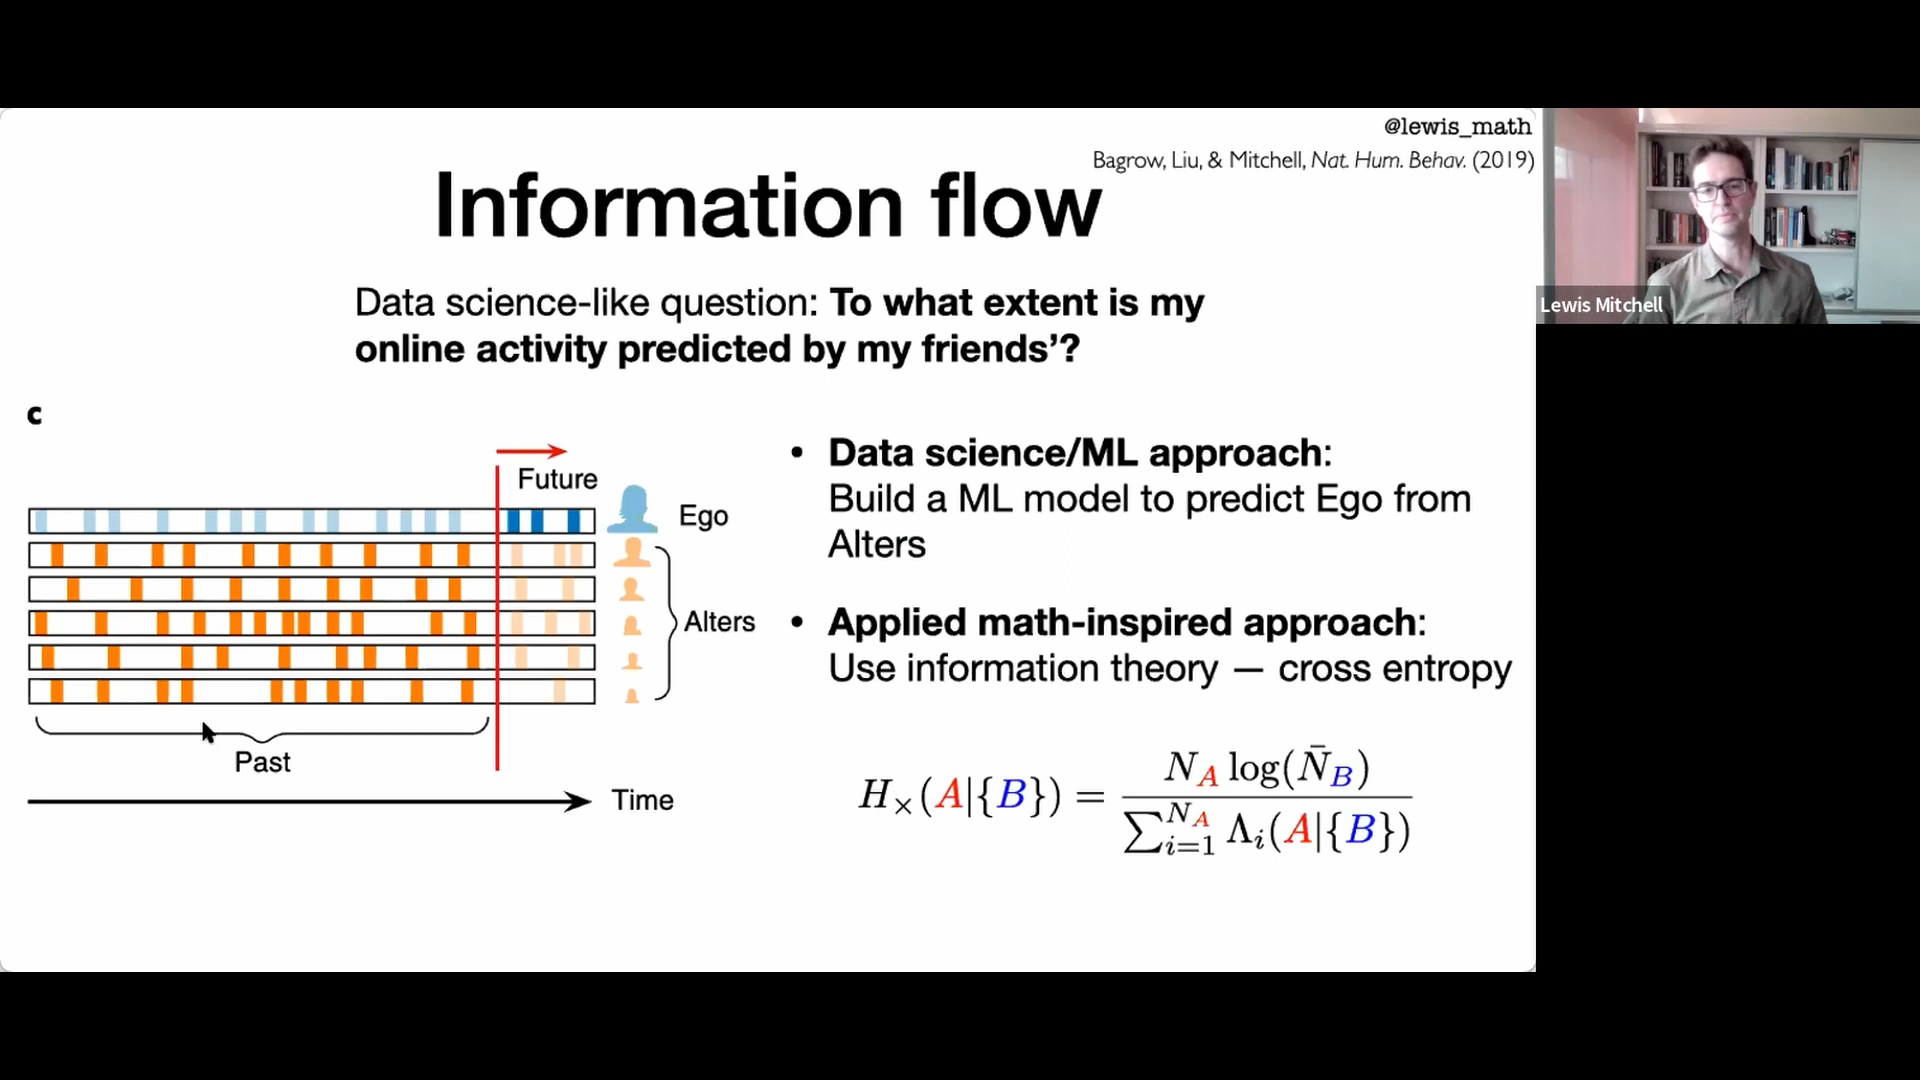 @lewis_math
Bagrow, Liu, & Mitchell, Nat. Hum. Behav. (2019)
Information flow
Data science-like question: To what extent is my
online activity predicted by my friends’?
c
Future
Ego
Alters
Past
Time
• Data science/ML approach:
Build a ML model to predict Ego from
Alters
• Applied math-inspired approach:
Use information theory — cross entropy
H×(A|{B}) = N_A log(N̄_B) / ∑_{i=1}^{N_A} Λ_i(A|{B})
Lewis Mitchell